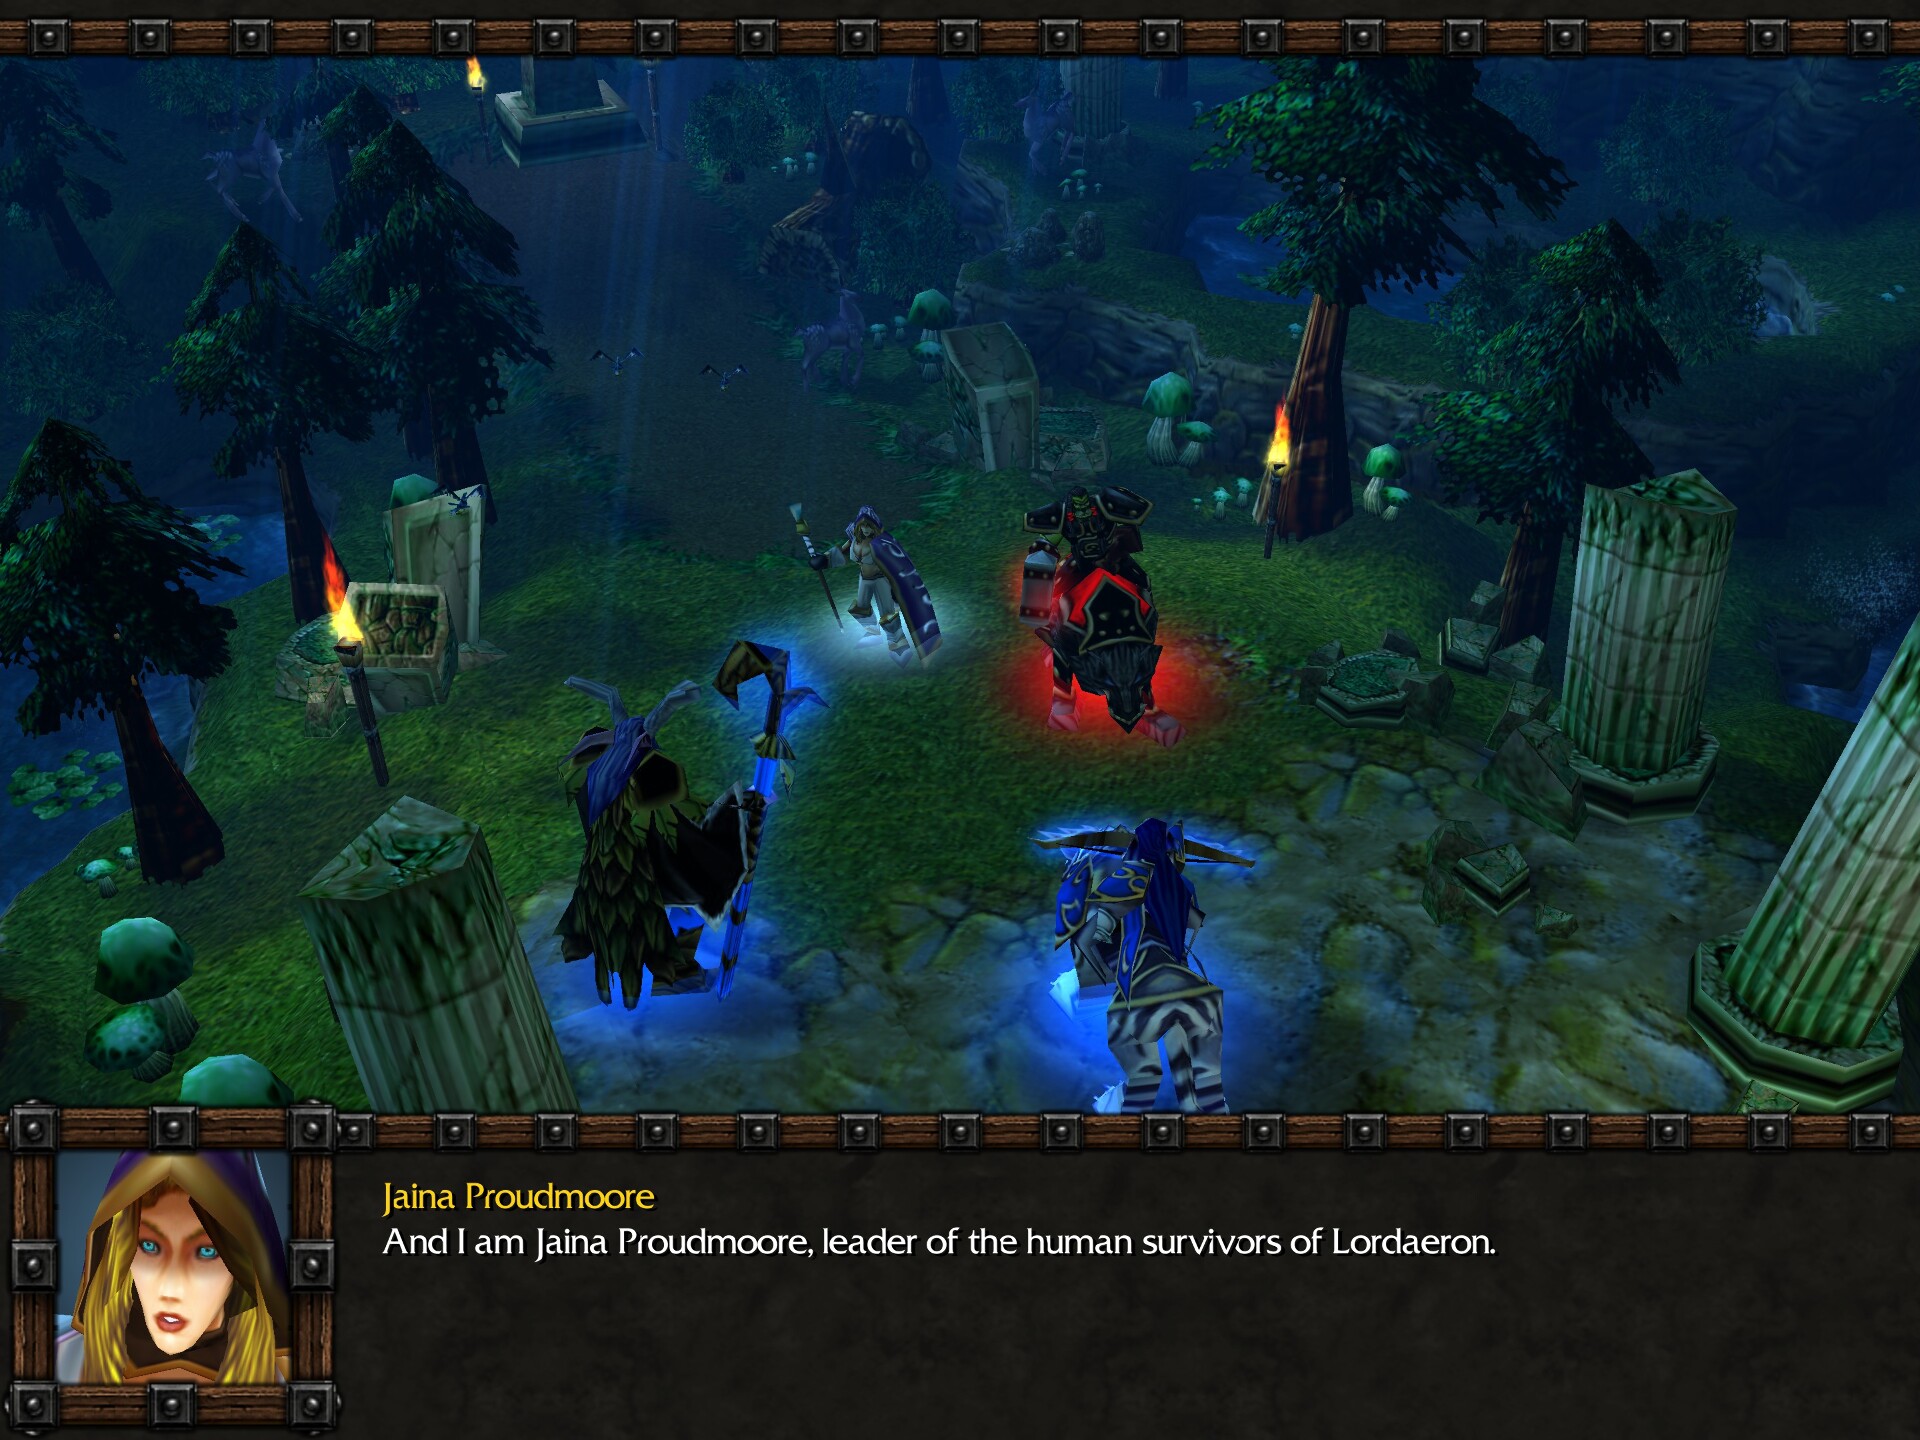 Jaina Proudmoore
And I am Jaina Proudmoore, leader of the human survivors of Lordaeron.